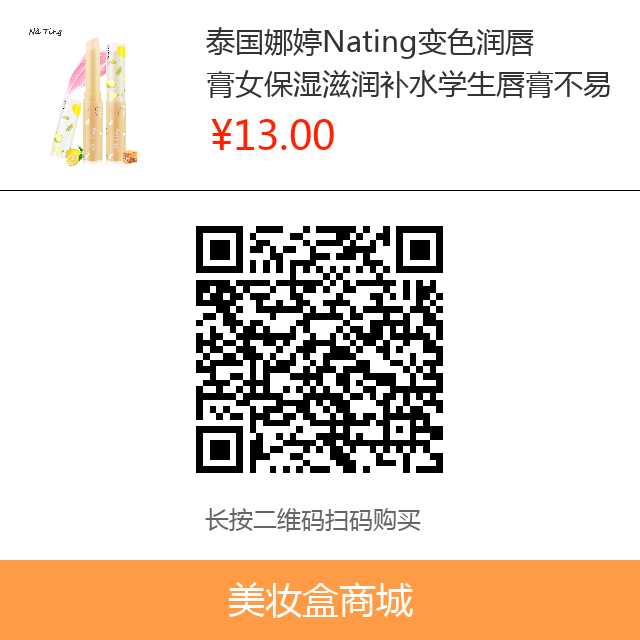 Nà Ting
泰国娜婷Nating变色润唇
膏女保湿滋润补水学生唇膏不易
¥13.00
长按二维码扫码购买
美妆盒商城